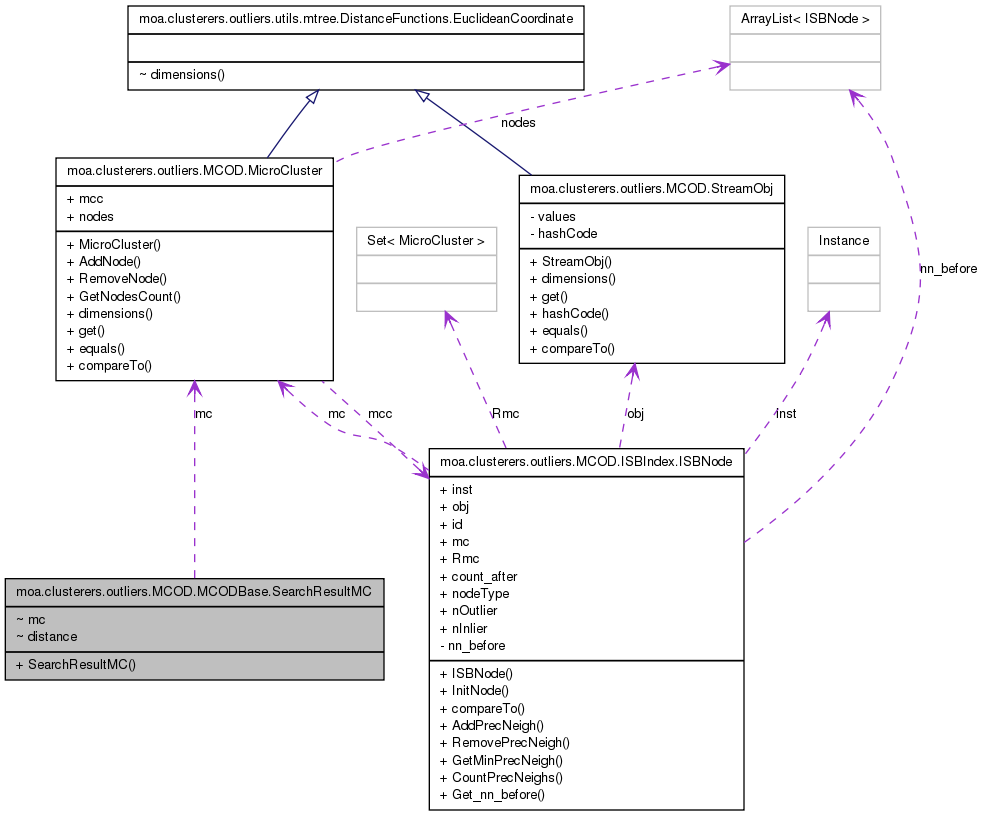 moa.clusterers.outliers.utils.mtree.DistanceFunctions.EuclideanCoordinate
~ dimensions()
ArrayList< ISBNode >
nodes
moa.clusterers.outliers.MCOD.MicroCluster
+ mcc
+ nodes
+ MicroCluster()
+ AddNode()
+ RemoveNode()
+ GetNodesCount()
+ dimensions()
+ get()
+ equals()
+ compareTo()
Set< MicroCluster >
moa.clusterers.outliers.MCOD.StreamObj
- values
- hashCode
+ StreamObj()
+ dimensions()
+ get()
+ hashCode()
+ equals()
+ compareTo()
Instance
nn_before
mc
mc
mcc
Rmc
obj
inst
moa.clusterers.outliers.MCOD.ISBIndex.ISBNode
+ inst
+ obj
+ id
+ mc
+ Rmc
+ count_after
+ nodeType
+ nOutlier
+ nInlier
- nn_before
+ ISBNode()
+ InitNode()
+ compareTo()
+ AddPrecNeigh()
+ RemovePrecNeigh()
+ GetMinPrecNeigh()
+ CountPrecNeighs()
+ Get_nn_before()
moa.clusterers.outliers.MCOD.MCODBase.SearchResultMC
~ mc
~ distance
+ SearchResultMC()